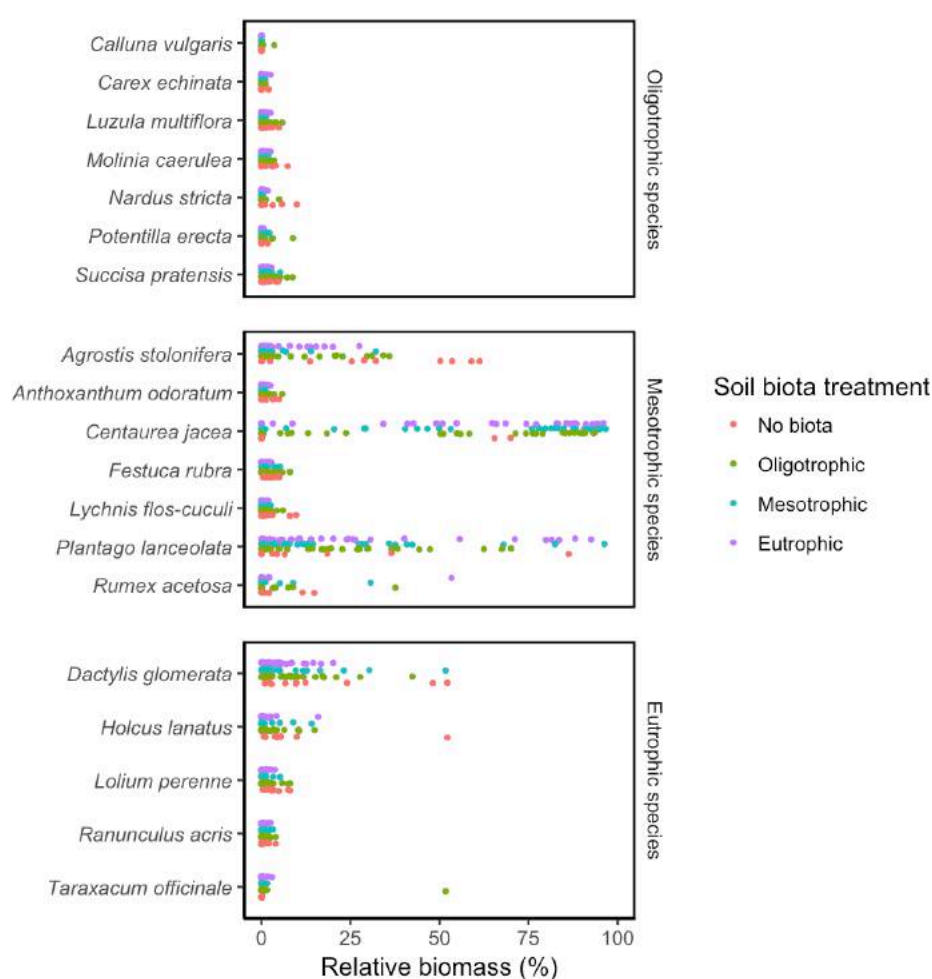 Calluna vulgaris
Carex echinata
Luzula multiflora
Molinia caerulea
Nardus stricta
Potentilla erecta
Succisa pratensis
Oligotrophic species
Agrostis stolonifera
Anthoxanthum odoratum
Centaurea jacea
Festuca rubra
Lychnis flos-cuculi
Plantago lanceolata
Rumex acetosa
Mesotrophic species
Dactylis glomerata
Holcus lanatus
Lolium perenne
Ranunculus acris
Taraxacum officinale
Eutrophic species
0 25 50 75 100
Relative biomass (%)
Soil biota treatment
No biota
Oligotrophic
Mesotrophic
Eutrophic